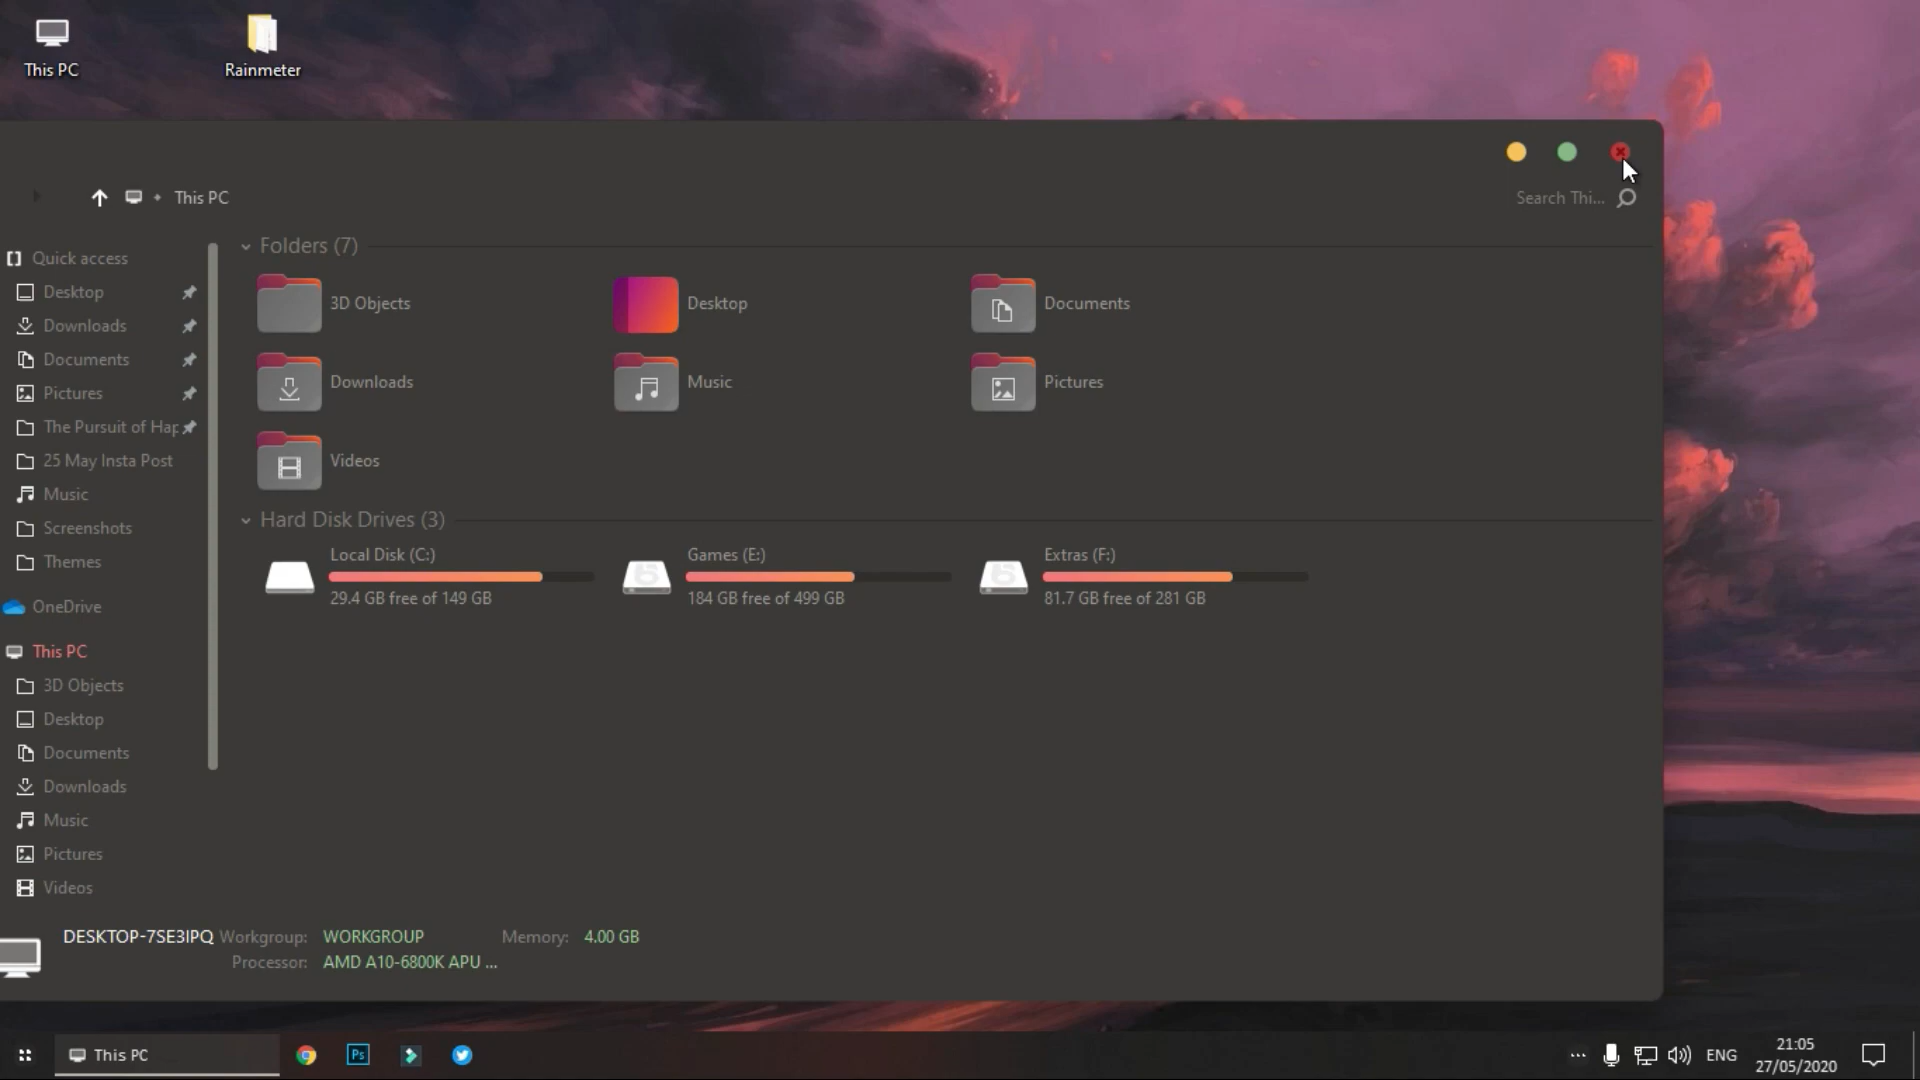 This PC
Rainmeter
This PC
Search Thi...
Quick access
Desktop
Downloads
Documents
Pictures
The Pursuit of Hap
25 May Insta Post
Music
Screenshots
Themes
OneDrive
This PC
3D Objects
Desktop
Documents
Downloads
Music
Pictures
Videos
Folders (7)
3D Objects
Desktop
Documents
Downloads
Music
Pictures
Videos
Hard Disk Drives (3)
Local Disk (C:)
29.4 GB free of 149 GB
Games (E:)
184 GB free of 499 GB
Extras (F:)
81.7 GB free of 281 GB
DESKTOP-7SE3IPQ Workgroup: WORKGROUP Memory: 4.00 GB
Processor: AMD A10-6800K APU ...
This PC
Ps
ENG
21:05
27/05/2020